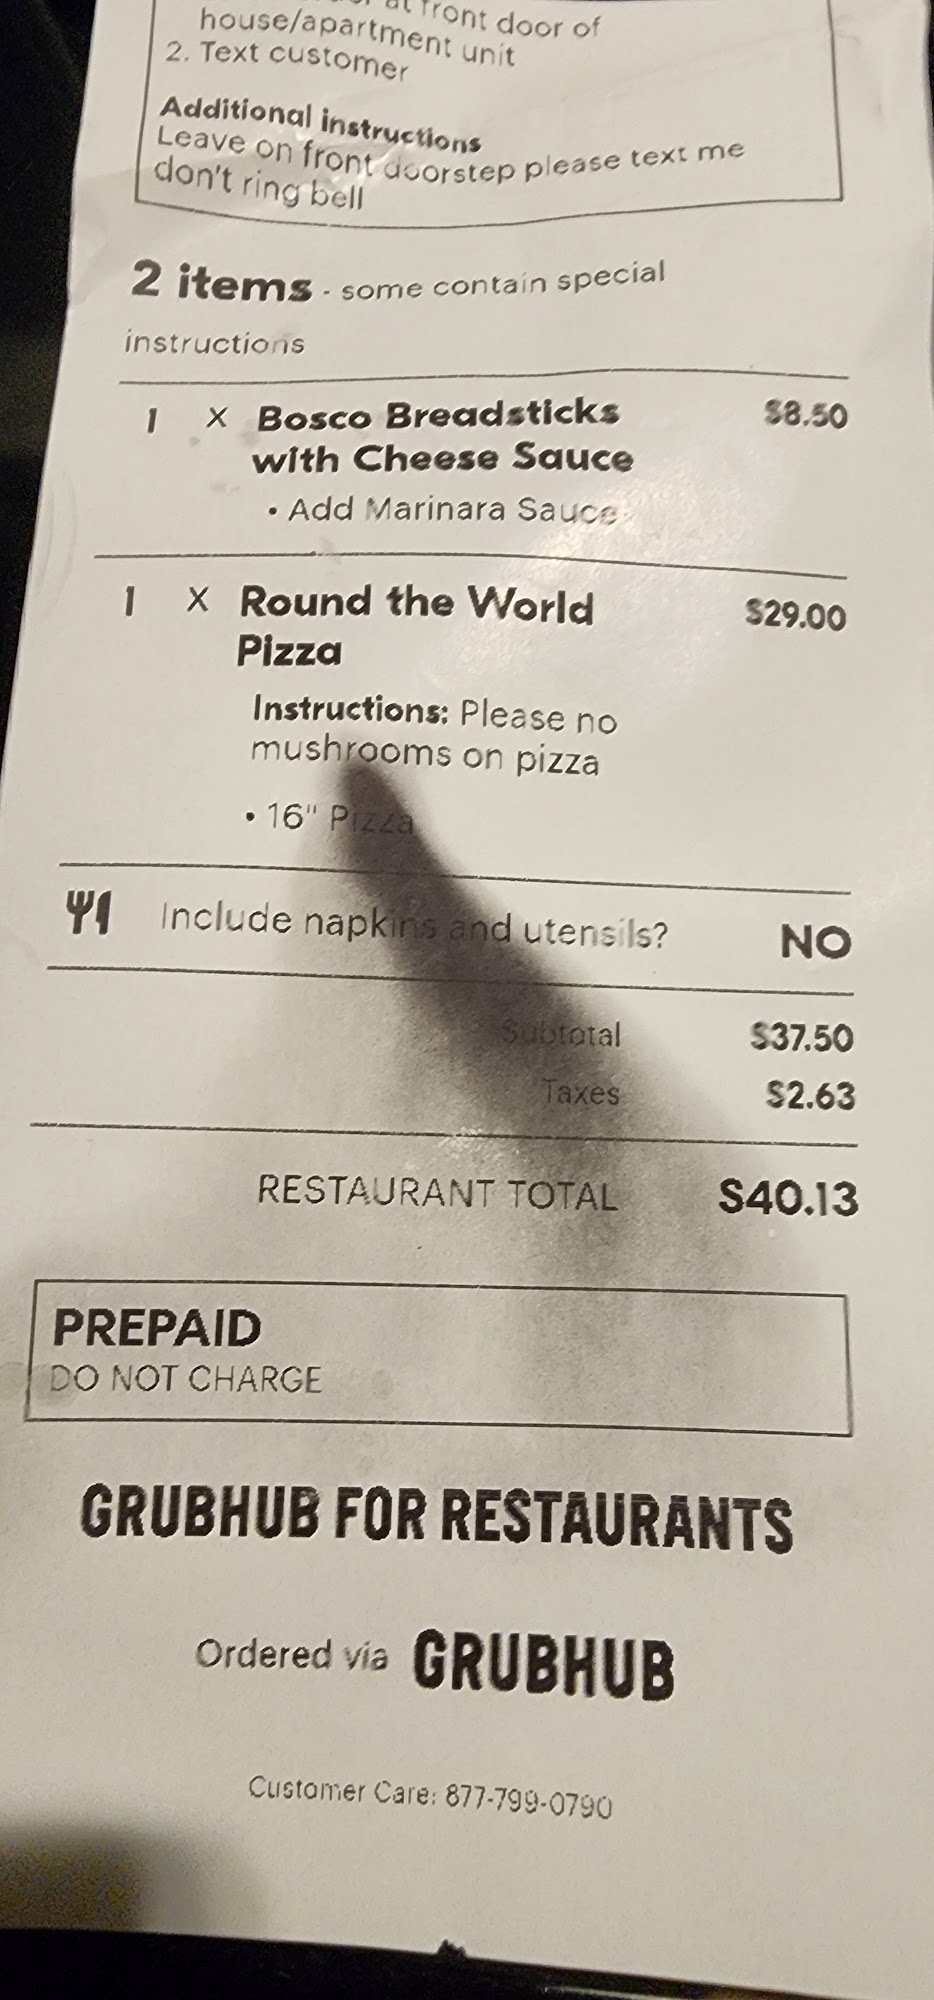 at front door of
house/apartment unit
2. Text customer
Additional instructions
Leave on front doorstep please text me
don't ring bell
2 items - some contain special
instructions
1 X Bosco Breadsticks $8.50
with Cheese Sauce
• Add Marinara Sauce
1 X Round the World $29.00
Pizza
Instructions: Please no
mushrooms on pizza
• 16" Pizza
Include napkins and utensils? NO
Subtotal $37.50
Taxes $2.63
RESTAURANT TOTAL $40.13
PREPAID
DO NOT CHARGE
GRUBHUB FOR RESTAURANTS
Ordered via GRUBHUB
Customer Care: 877-799-0790